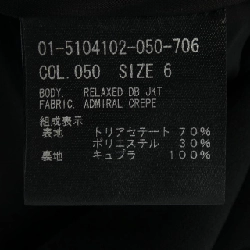 01-5104102-050-706
COL.050 SIZE 6
BODY. RELAXED DB J4T
FABRIC. ADMIRAL CREPE
組成表示
表地 トリアセテート 70%
ポリエステル 30%
裏地 キュプラ 100%